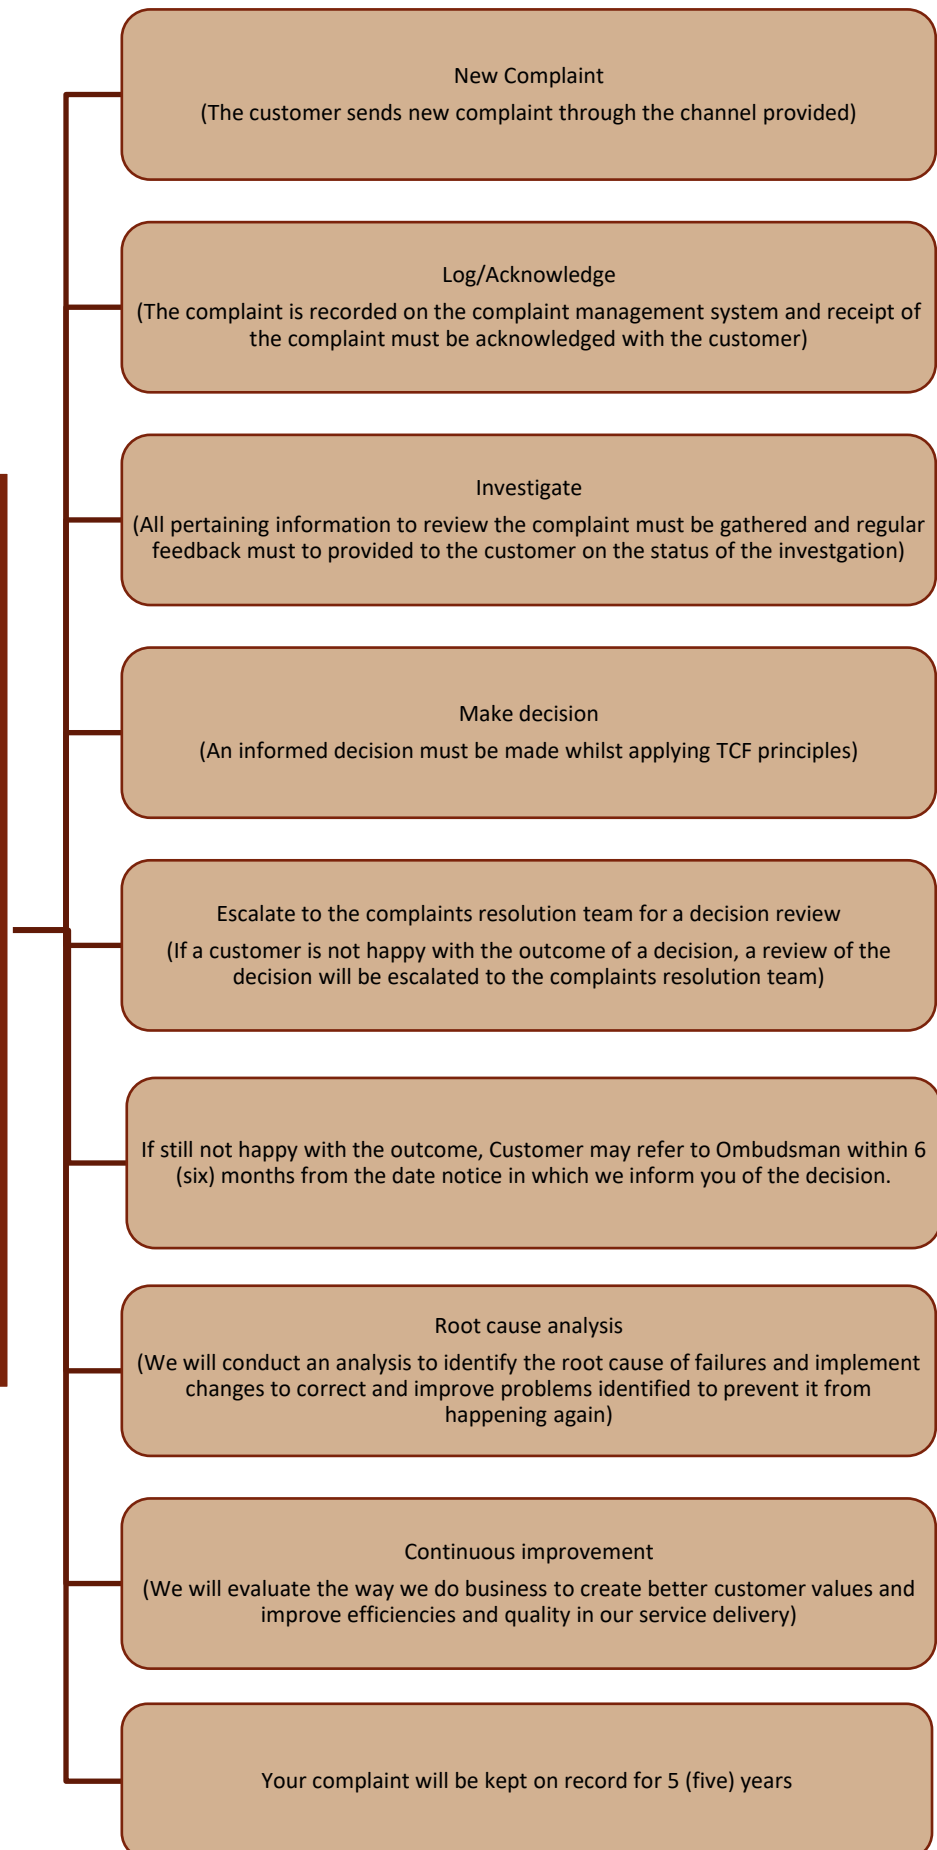 New Complaint
(The customer sends new complaint through the channel provided)
Log/Acknowledge
(The complaint is recorded on the complaint management system and receipt of
the complaint must be acknowledged with the customer)
Investigate
(All pertaining information to review the complaint must be gathered and regular
feedback must to provided to the customer on the status of the investgation)
Make decision
(An informed decision must be made whilst applying TCF principles)
Escalate to the complaints resolution team for a decision review
(If a customer is not happy with the outcome of a decision, a review of the
decision will be escalated to the complaints resolution team)
If still not happy with the outcome, Customer may refer to Ombudsman within 6
(six) months from the date notice in which we inform you of the decision.
Root cause analysis
(We will conduct an analysis to identify the root cause of failures and implement
changes to correct and improve problems identified to prevent it from
happening again)
Continuous improvement
(We will evaluate the way we do business to create better customer values and
improve efficiencies and quality in our service delivery)
Your complaint will be kept on record for 5 (five) years